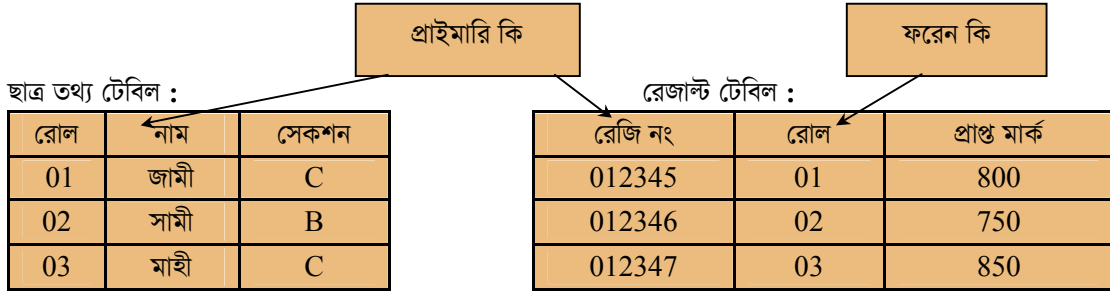 প্রাইমারি কি ফরেন কি
ছাত্র তথ্য টেবিল : রেজাল্ট টেবিল :
রোল নাম সেকশন রেজি নং রোল প্রাপ্ত মার্ক
01 জামী C 012345 01 800
02 সামী B 012346 02 750
03 মাহী C 012347 03 850